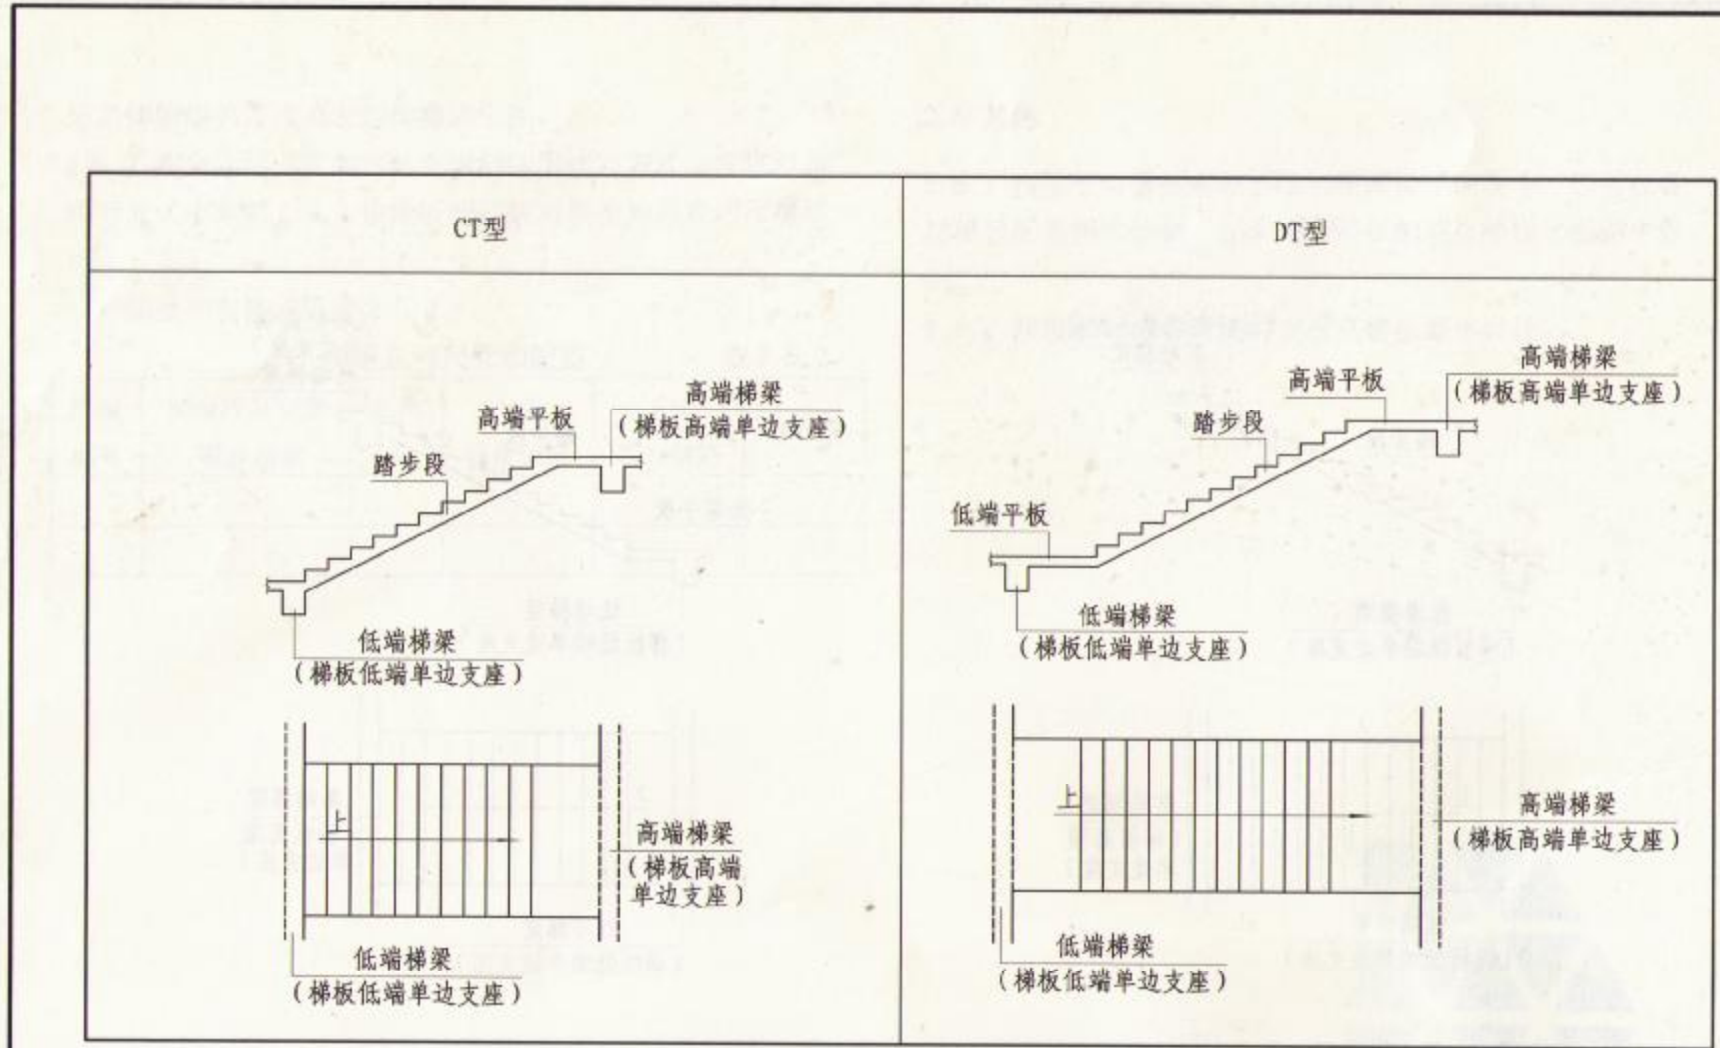 CT型
高端梯梁
高端平板
(梯板高端单边支座)
踏步段
低端梯梁
(梯板低端单边支座)
上
高端梯梁
(梯板高端
单边支座)
低端梯梁
(梯板低端单边支座)
DT型
高端梯梁
高端平板
(梯板高端单边支座)
踏步段
低端平板
低端梯梁
(梯板低端单边支座)
上
高端梯梁
(梯板高端单边支座)
低端梯梁
(梯板低端单边支座)